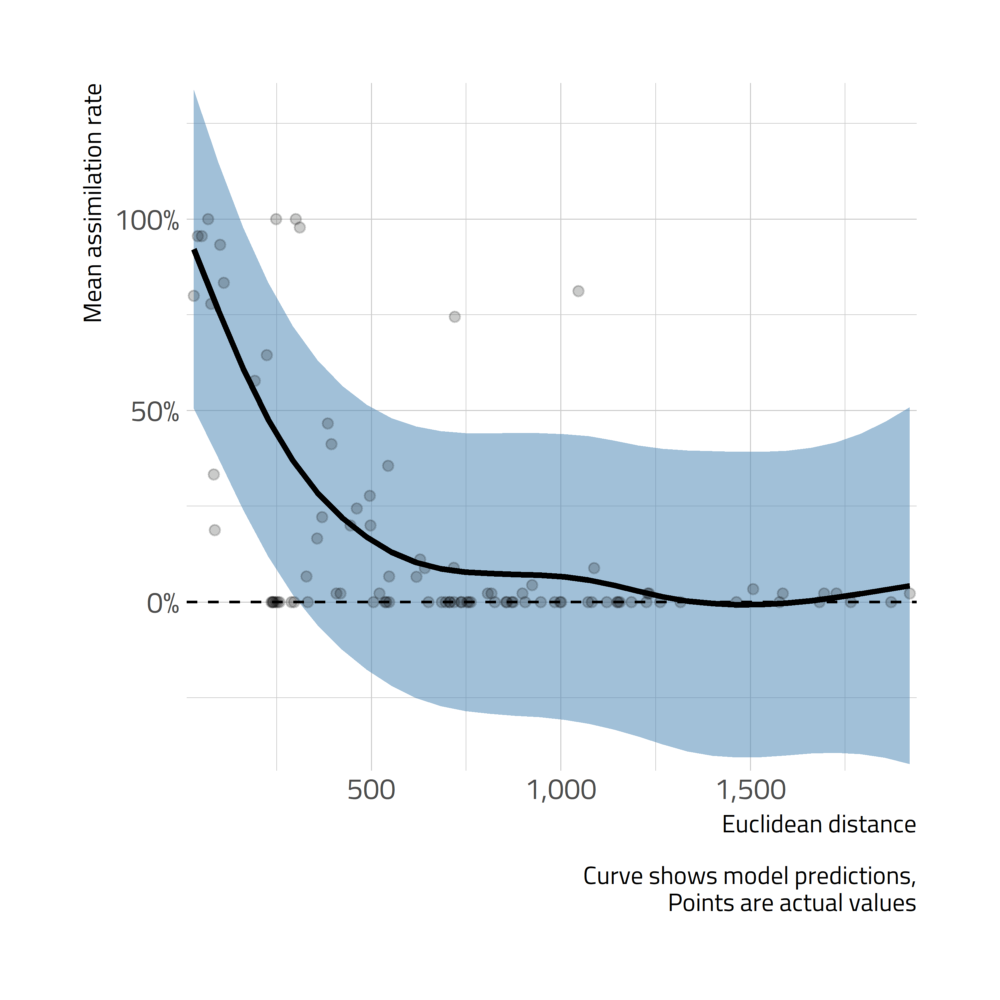 Mean assimilation rate
100%
50%
0%
500
1,000
1,500
Euclidean distance
Curve shows model predictions,
Points are actual values